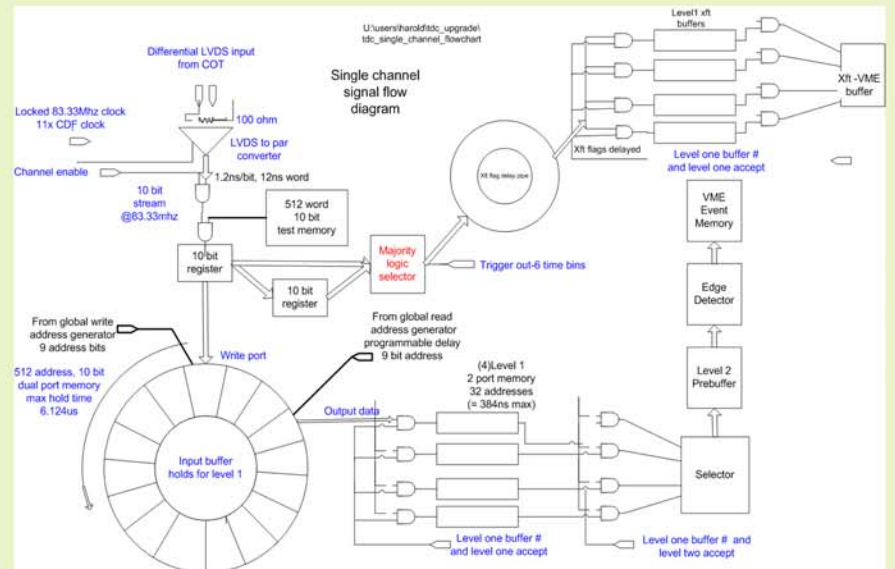 U:\users\harold\tdc_upgrade\
tdc_single_channel_flowchart
Single channel
signal flow
diagram
Differential LVDS input
from COT
Locked 83.33Mhz clock
11x CDF clock
100 ohm
LVDS to par
converter
Channel enable
1.2ns/bit, 12ns word
10 bit
stream
@83.33mhz
512 word
10 bit
test memory
10 bit
register
10 bit
register
Majority
logic
selector
Xft flag delay pipe
Trigger out-6 time bins
Level1 xft
buffers
Xft -VME
buffer
Xft flags delayed
Level one buffer #
and level one accept
VME
Event
Memory
Edge
Detector
Level 2
Prebuffer
Selector
From global write
address generator
9 address bits
Write port
From global read
address generator
programmable delay
9 bit address
512 address, 10 bit
dual port memory
max hold time
6.124us
Input buffer
holds for level 1
Output data
(4)Level 1
2 port memory
32 addresses
(= 384ns max)
Level one buffer #
and level one accept
Level one buffer # and
level two accept